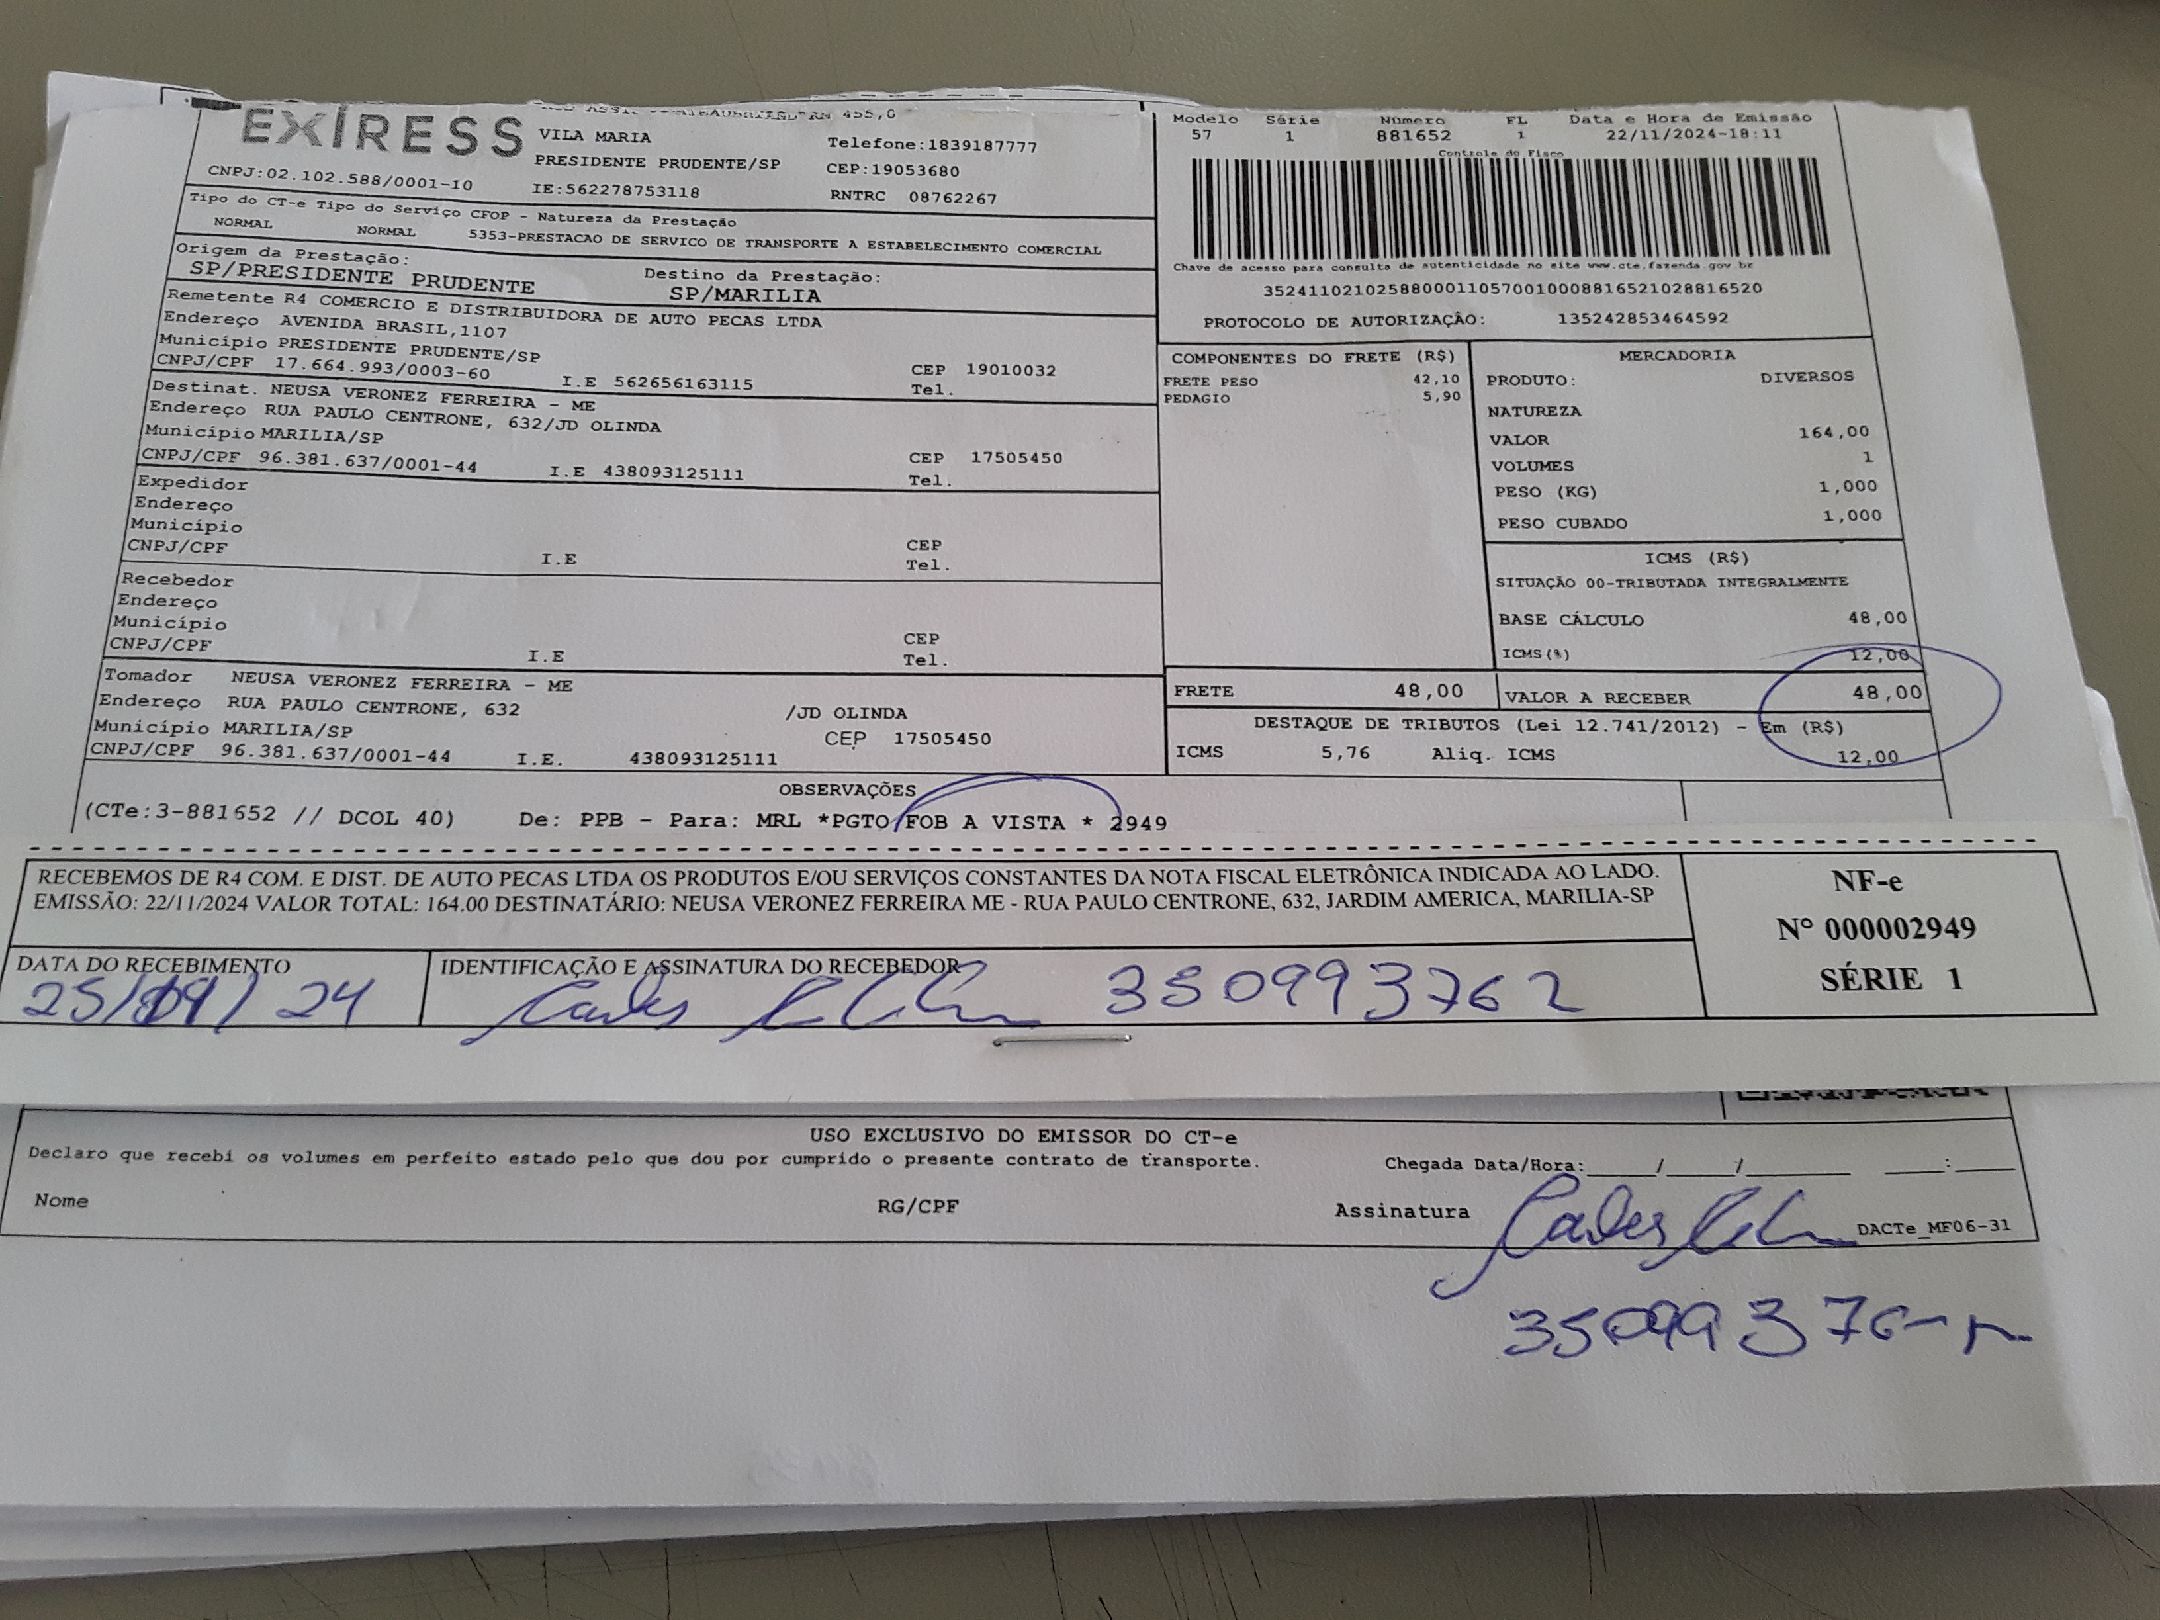 EXPRESS
VILA MARIA
Telefone:1839187777
PRESIDENTE PRUDENTE/SP
CEP:19053680
CNPJ:02.102.588/0001-10
IE:562278753118
RNTRC 08762267
Modelo Série Número FL Data e Hora de Emissão
57 1 881652 1 22/11/2024-18:11
Controle do Fisco
Chave de acesso para consulta de autenticidade no site www.cte.fazenda.gov.br
35241102102588000110570010008816521028816520
PROTOCOLO DE AUTORIZAÇÃO: 135242853464592
Tipo do CT-e Tipo do Serviço CFOP - Natureza da Prestação
NORMAL NORMAL 5353-PRESTACAO DE SERVICO DE TRANSPORTE A ESTABELECIMENTO COMERCIAL
Origem da Prestação: Destino da Prestação:
SP/PRESIDENTE PRUDENTE SP/MARILIA
Remetente R4 COMERCIO E DISTRIBUIDORA DE AUTO PECAS LTDA
Endereço AVENIDA BRASIL,1107
Município PRESIDENTE PRUDENTE/SP CEP 19010032
CNPJ/CPF 17.664.993/0003-60 I.E 562656163115 Tel.
Destinat. NEUSA VERONEZ FERREIRA - ME
Endereço RUA PAULO CENTRONE, 632/JD OLINDA
Município MARILIA/SP CEP 17505450
CNPJ/CPF 96.381.637/0001-44 I.E 438093125111 Tel.
Expedidor
Endereço
Município CEP
CNPJ/CPF I.E Tel.
Recebedor
Endereço
Município CEP
CNPJ/CPF I.E Tel.
Tomador NEUSA VERONEZ FERREIRA - ME
Endereço RUA PAULO CENTRONE, 632 /JD OLINDA
Município MARILIA/SP CEP 17505450
CNPJ/CPF 96.381.637/0001-44 I.E. 438093125111
COMPONENTES DO FRETE (R$)
FRETE PESO 42,10
PEDAGIO 5,90
MERCADORIA
PRODUTO: DIVERSOS
NATUREZA
VALOR 164,00
VOLUMES 1
PESO (KG) 1,000
PESO CUBADO 1,000
ICMS (R$)
SITUAÇÃO 00-TRIBUTADA INTEGRALMENTE
BASE CÁLCULO 48,00
ICMS(%) 12,00
FRETE 48,00 VALOR A RECEBER 48,00
DESTAQUE DE TRIBUTOS (Lei 12.741/2012) - Em (R$)
ICMS 5,76 Aliq. ICMS 12,00
OBSERVAÇÕES
(CTe:3-881652 // DCOL 40) De: PPB - Para: MRL *PGTO FOB A VISTA * 2949
RECEBEMOS DE R4 COM. E DIST. DE AUTO PECAS LTDA OS PRODUTOS E/OU SERVIÇOS CONSTANTES DA NOTA FISCAL ELETRÔNICA INDICADA AO LADO.
EMISSÃO: 22/11/2024 VALOR TOTAL: 164.00 DESTINATÁRIO: NEUSA VERONEZ FERREIRA ME - RUA PAULO CENTRONE, 632, JARDIM AMERICA, MARILIA-SP
NF-e
Nº 000002949
SÉRIE 1
DATA DO RECEBIMENTO IDENTIFICAÇÃO E ASSINATURA DO RECEBEDOR
25/11/24 350993762
USO EXCLUSIVO DO EMISSOR DO CT-e
Declaro que recebi os volumes em perfeito estado pelo que dou por cumprido o presente contrato de transporte. Chegada Data/Hora:____/____/________ ___:____
Nome RG/CPF Assinatura DACTe_MF06-31